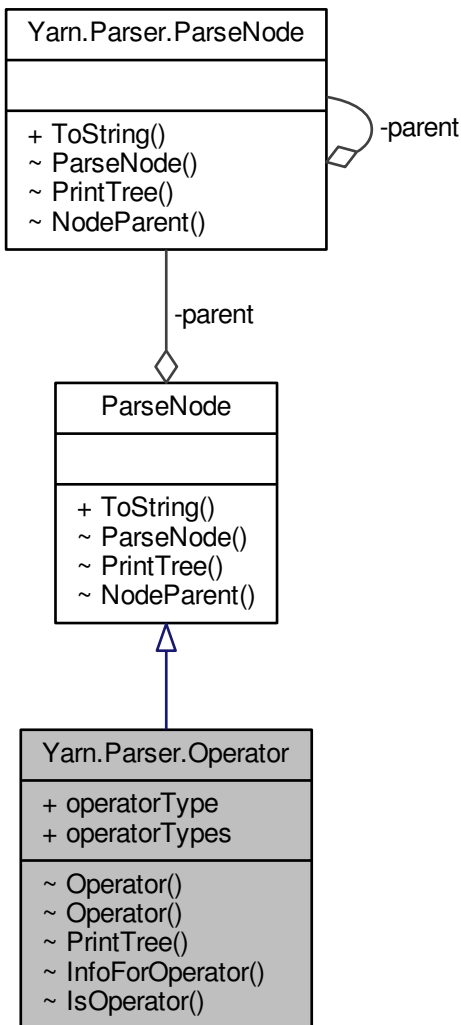 Yarn.Parser.ParseNode
+ ToString()
~ ParseNode()
~ PrintTree()
~ NodeParent()
-parent
-parent
ParseNode
+ ToString()
~ ParseNode()
~ PrintTree()
~ NodeParent()
Yarn.Parser.Operator
+ operatorType
+ operatorTypes
~ Operator()
~ Operator()
~ PrintTree()
~ InfoForOperator()
~ IsOperator()